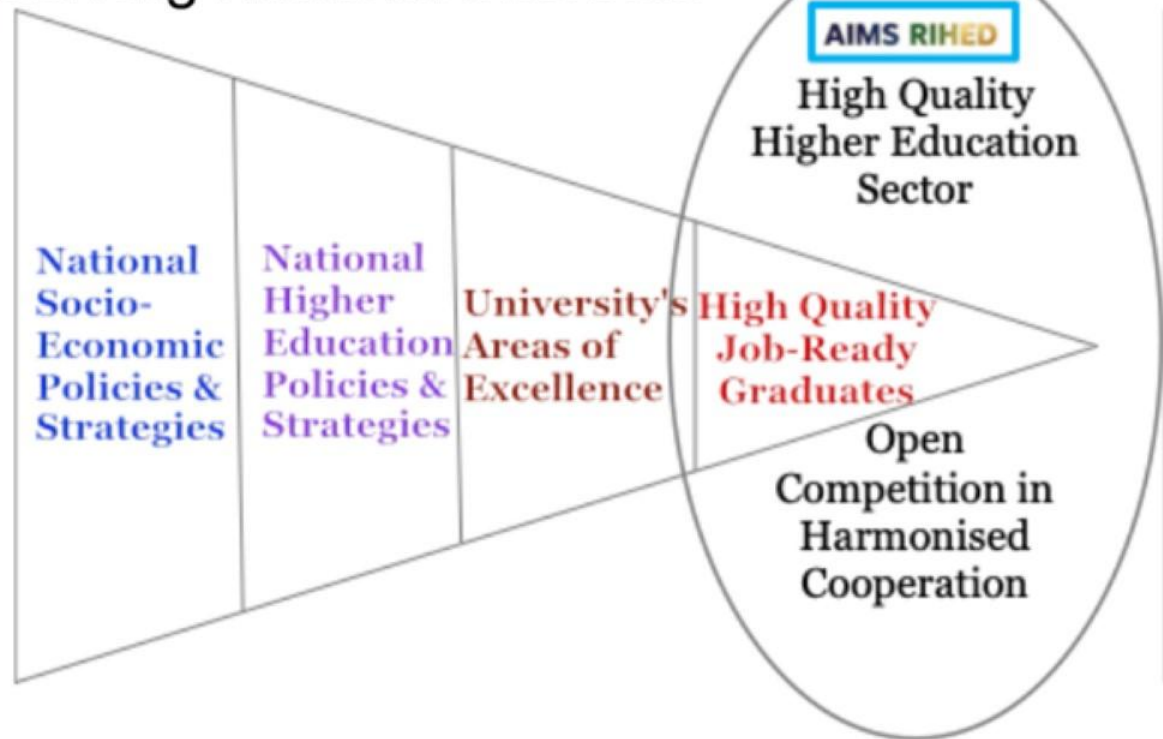 AIMS RIHED
High Quality
Higher Education
Sector
National
Socio-
Economic
Policies &
Strategies
National
Higher
Education
Policies &
Strategies
University's
Areas of
Excellence
High Quality
Job-Ready
Graduates
Open
Competition in
Harmonised
Cooperation